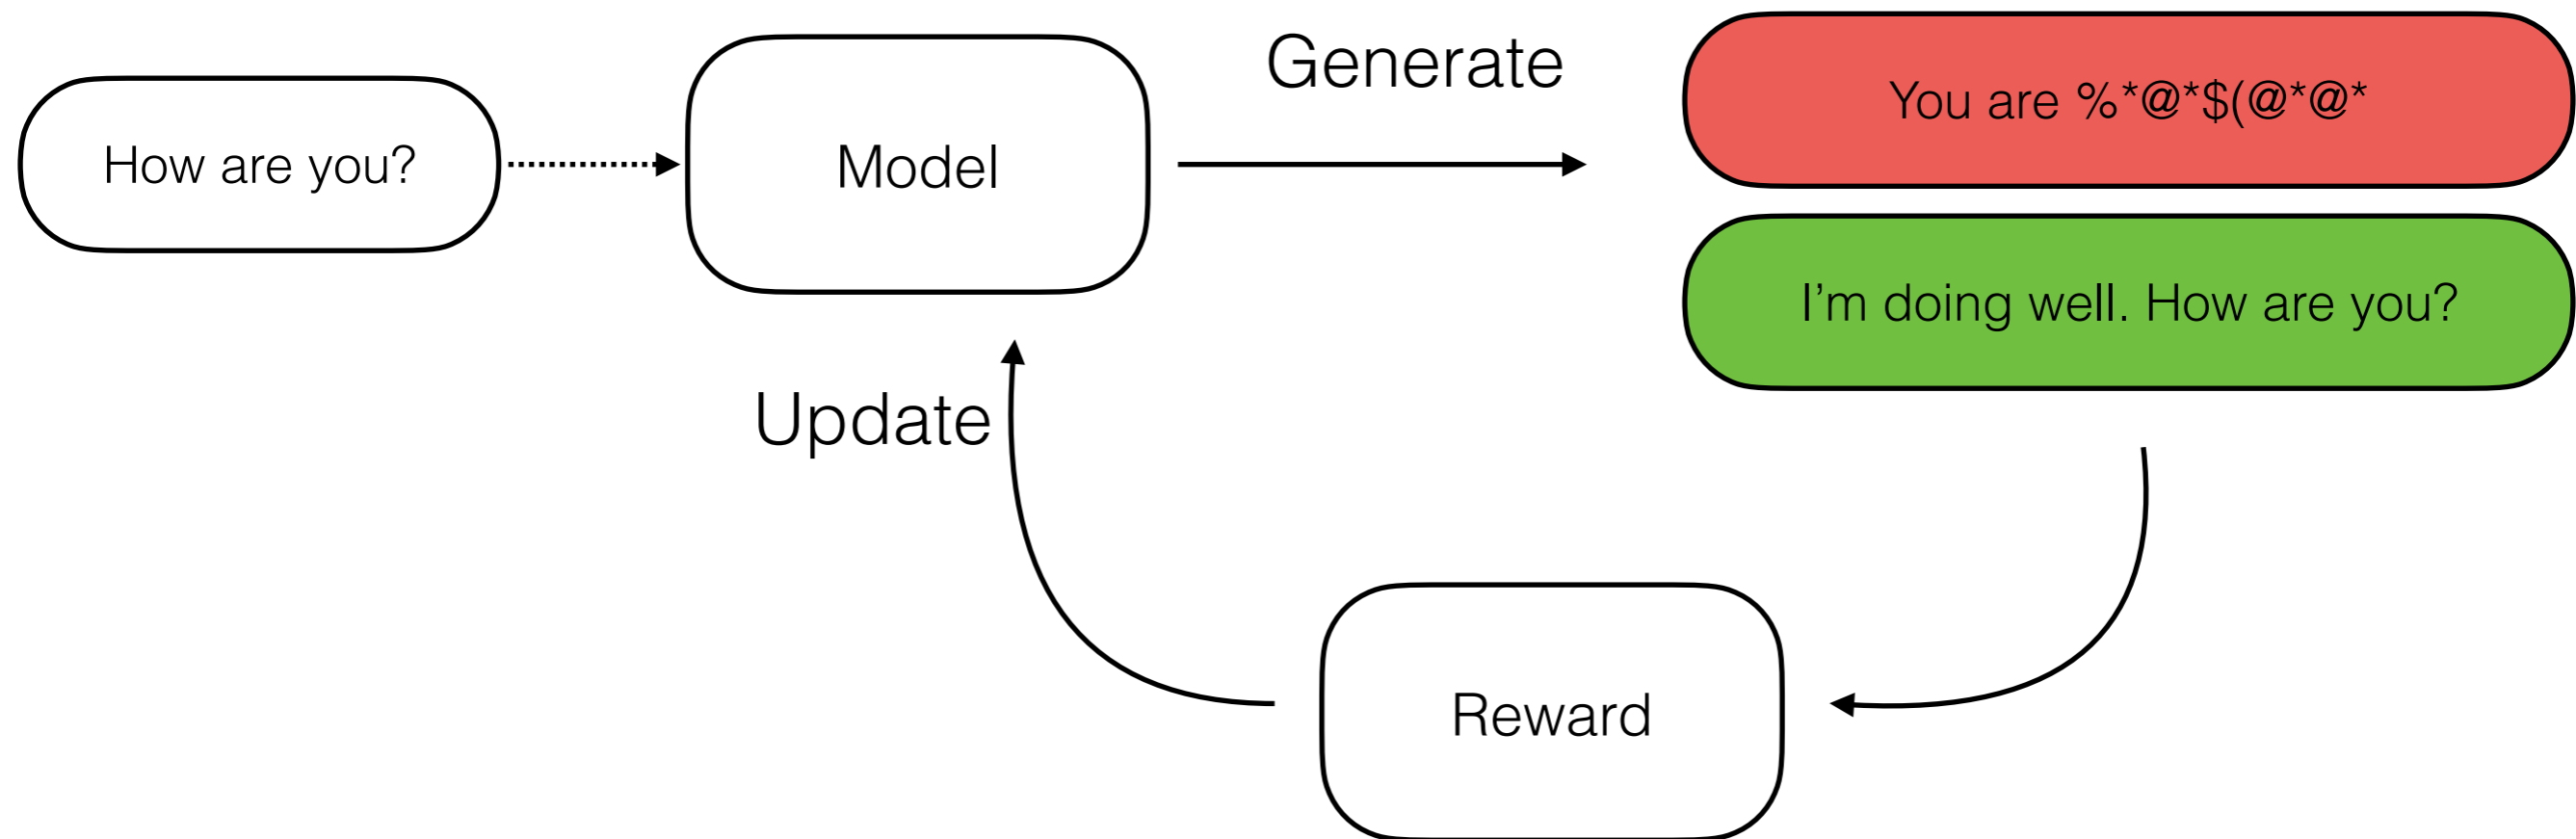 How are you?
Model
Generate
You are %*@*$(@*@*
I'm doing well. How are you?
Update
Reward